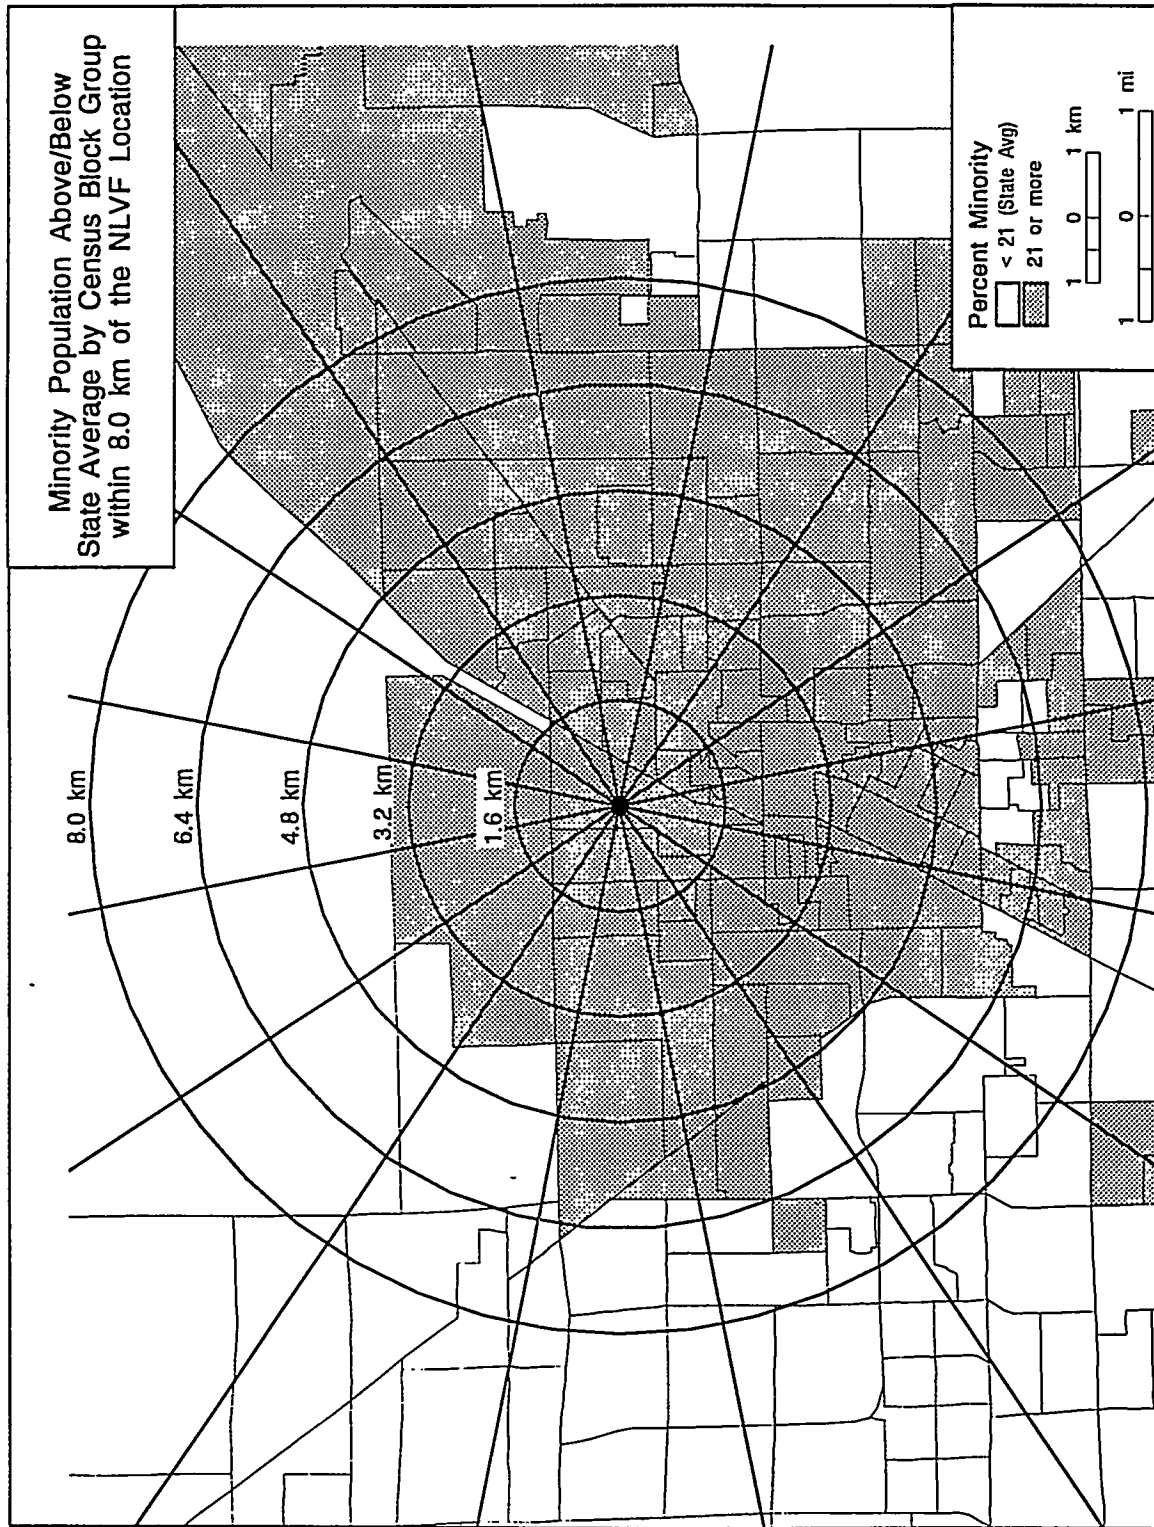 Minority Population Above/Below
State Average by Census Block Group
within 8.0 km of the NLVF Location
8.0 km
6.4 km
4.8 km
3.2 km
1.6 km
Percent Minority
< 21 (State Avg)
21 or more
1 0 1 km
1 0 1 mi